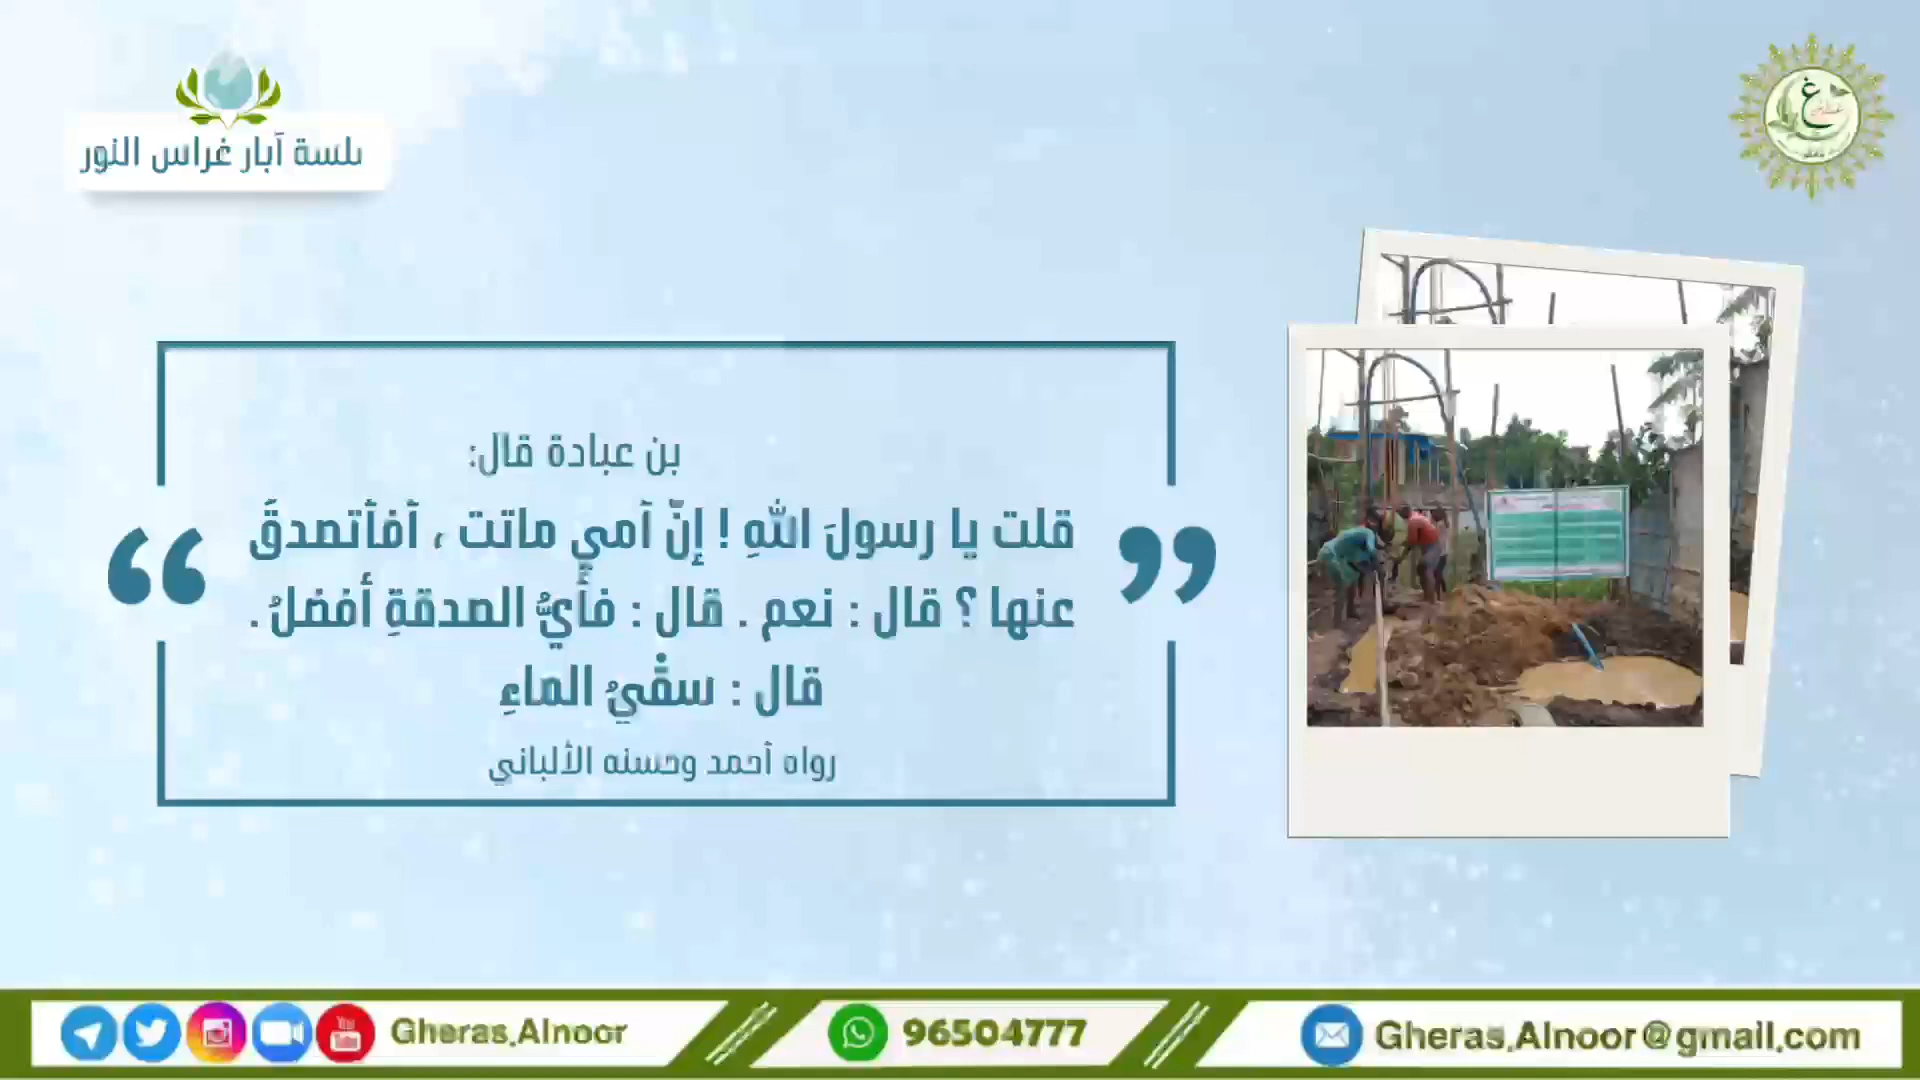 سلسة آبار غراس النور
غ
بن عبادة قال:
قلت يا رسولَ اللهِ ! إنّ أمي ماتت ، أفأتصدقُ
عنها ؟ قال : نعم . قال : فأيُّ الصدقةِ أفضلُ .
قال : سقْيُ الماءِ
رواه أحمد وحسنه الألباني
Gheras.Alnoor
96504777
Gheras.Alnoor@gmail.com